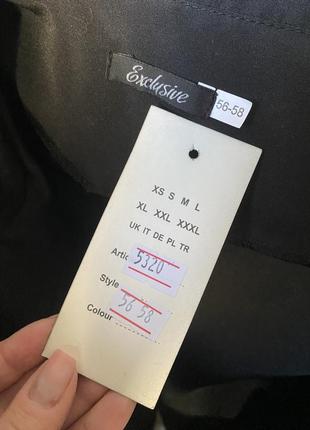 Exclusive
56-58
XS S M L
XL XXL XXXL
UK IT DE PL TR
Artic 5320
Style
56 58
Colour